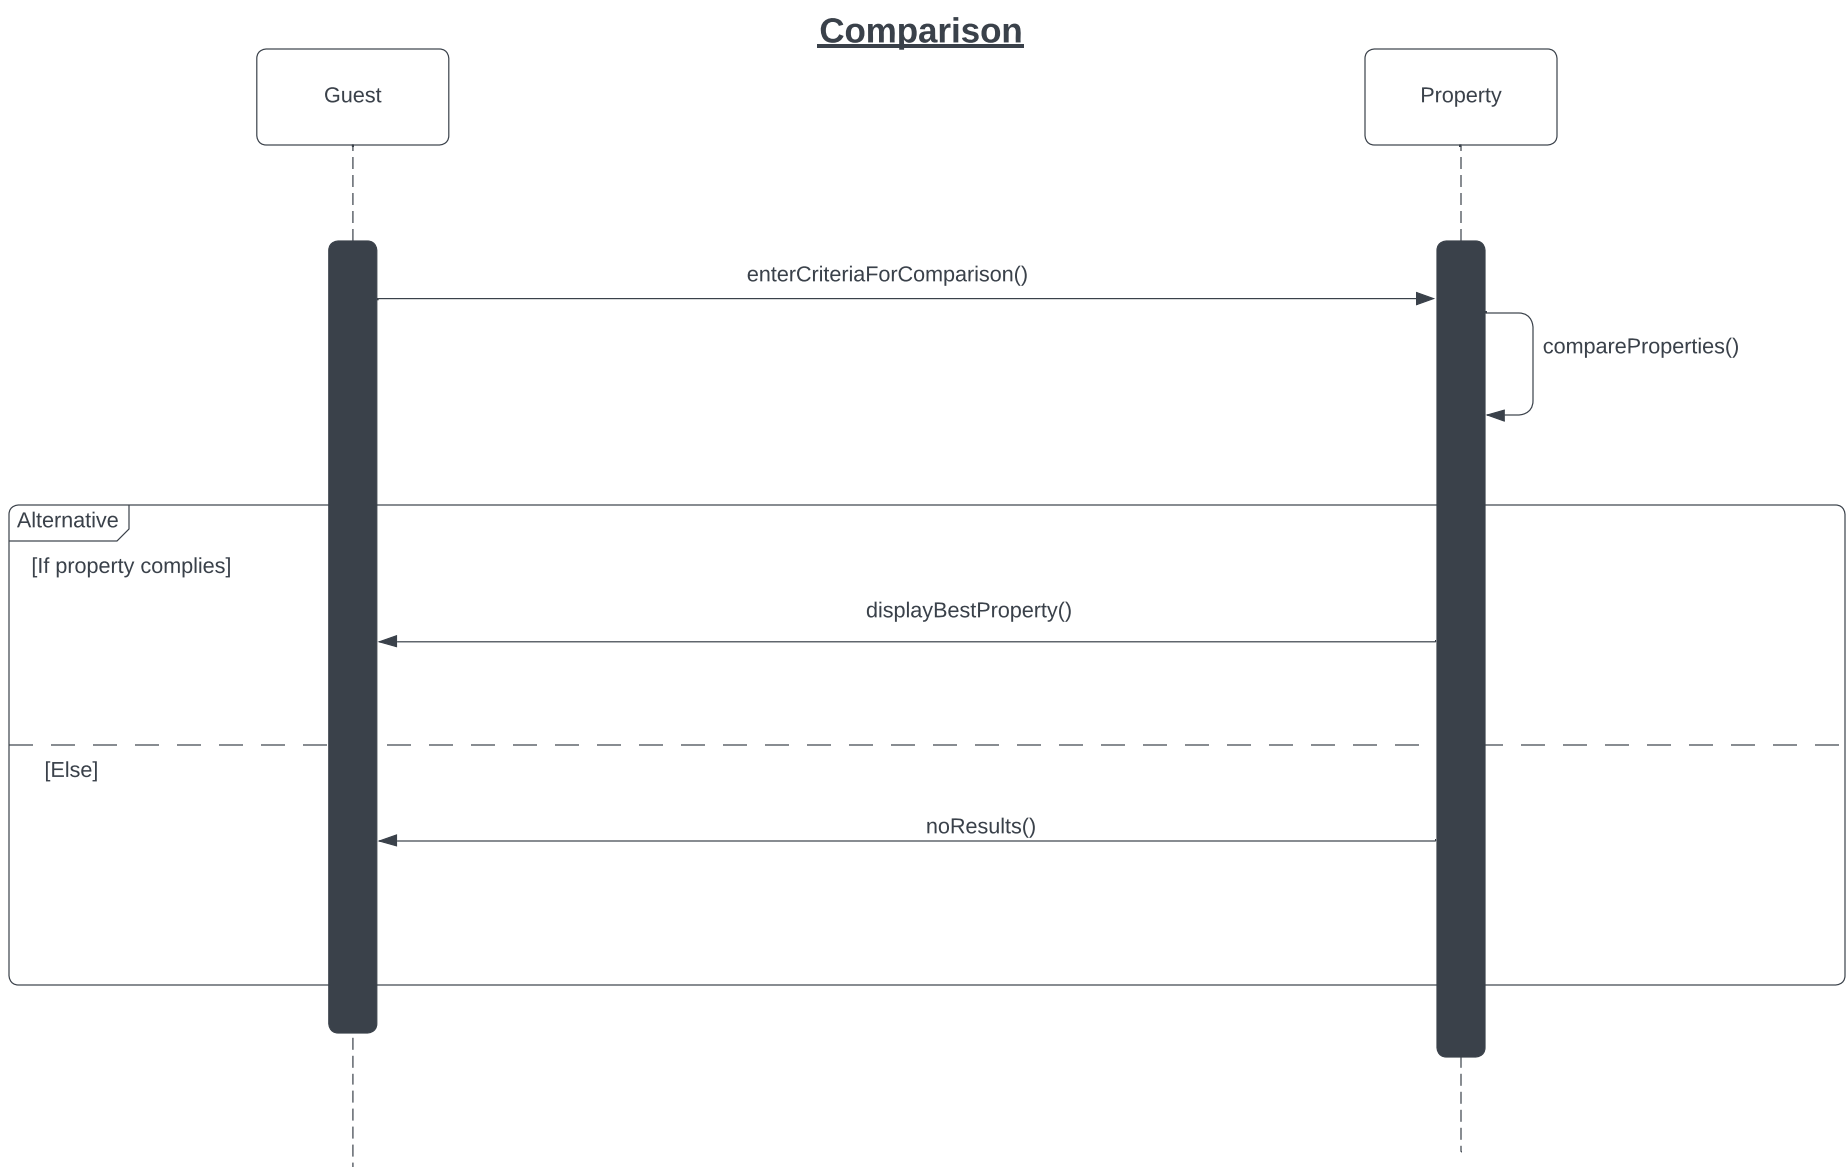 Comparison
Guest
Property
enterCriteriaForComparison()
compareProperties()
Alternative
[If property complies]
displayBestProperty()
[Else]
noResults()